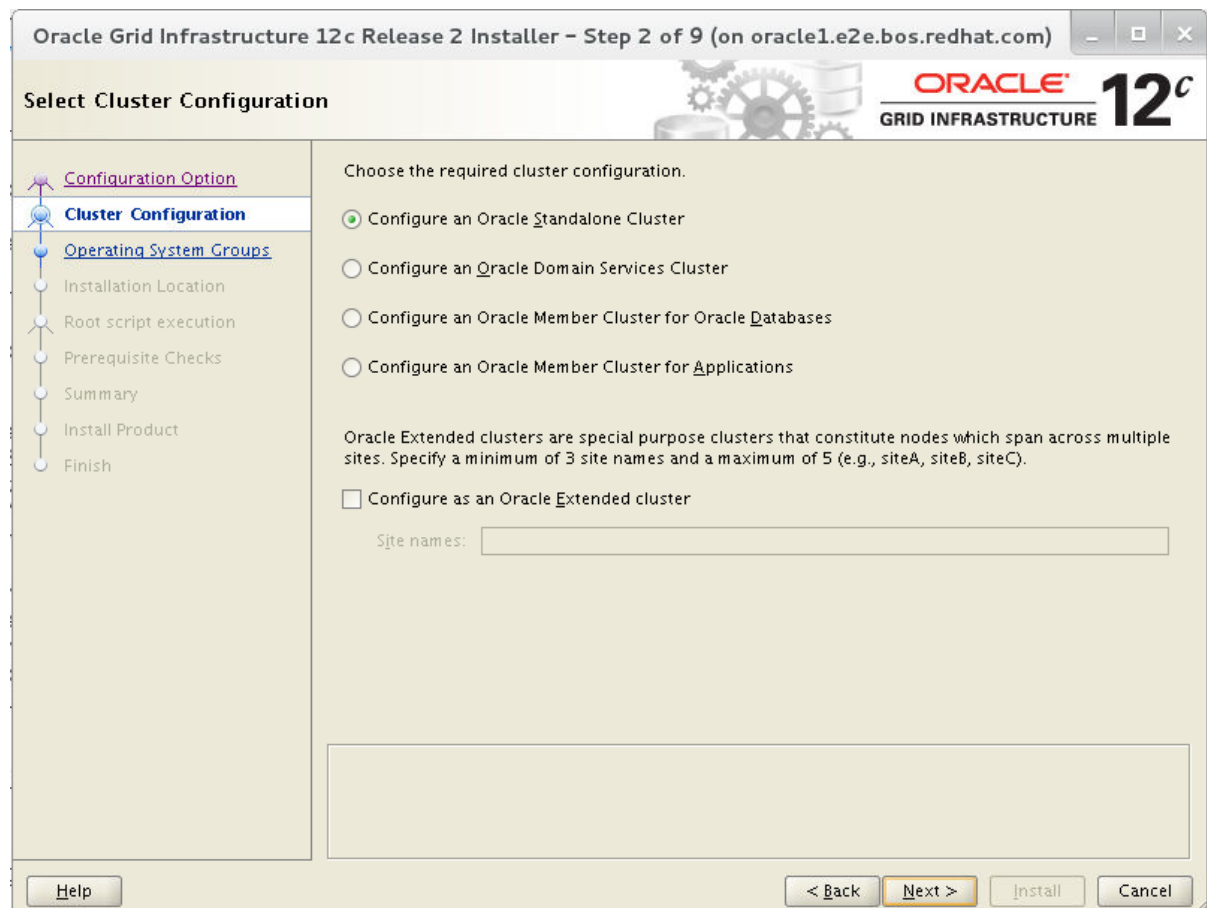 Oracle Grid Infrastructure 12c Release 2 Installer - Step 2 of 9 (on oracle1.e2e.bos.redhat.com)
Select Cluster Configuration
ORACLE
GRID INFRASTRUCTURE
12c
Configuration Option
Cluster Configuration
Operating System Groups
Installation Location
Root script execution
Prerequisite Checks
Summary
Install Product
Finish
Choose the required cluster configuration.
Configure an Oracle Standalone Cluster
Configure an Oracle Domain Services Cluster
Configure an Oracle Member Cluster for Oracle Databases
Configure an Oracle Member Cluster for Applications
Oracle Extended clusters are special purpose clusters that constitute nodes which span across multiple
sites. Specify a minimum of 3 site names and a maximum of 5 (e.g., siteA, siteB, siteC).
Configure as an Oracle Extended cluster
Site names:
Help
< Back
Next >
Install
Cancel